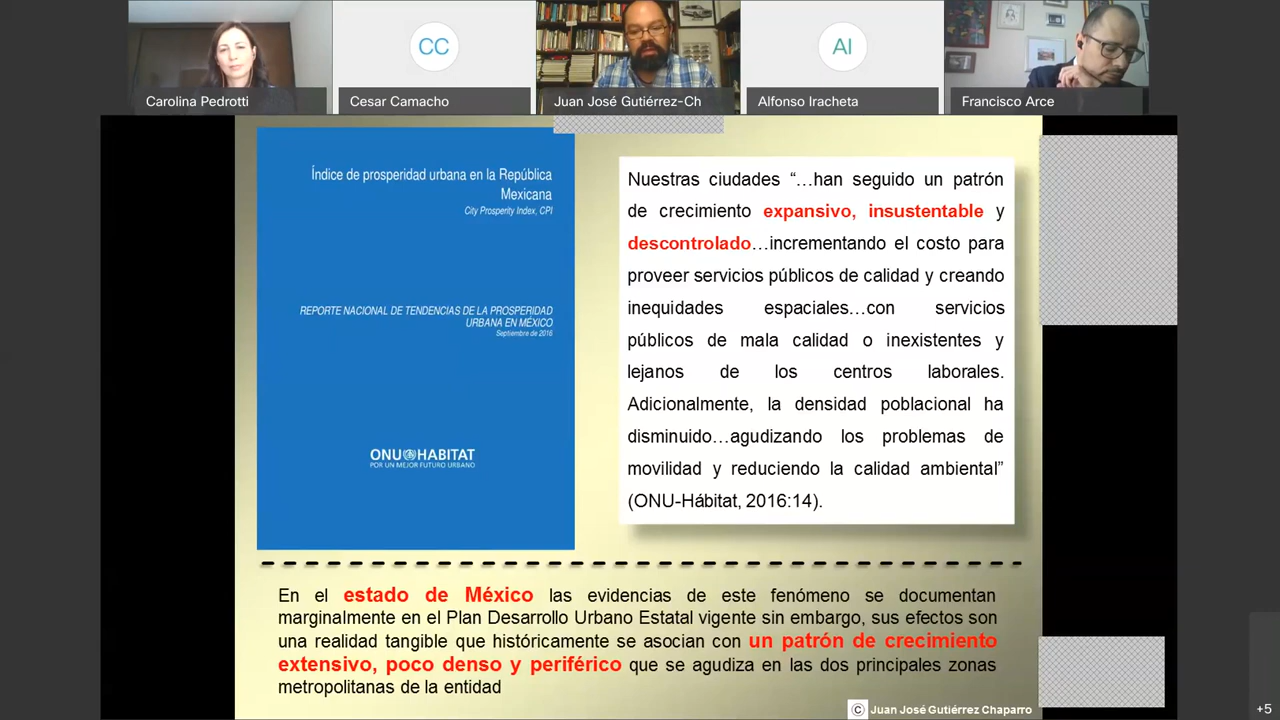 CC
AI
Carolina Pedrotti
Cesar Camacho
Juan José Gutiérrez-Ch
Alfonso Iracheta
Francisco Arce
Índice de prosperidad urbana en la República
Mexicana
City Prosperity Index, CPI
REPORTE NACIONAL DE TENDENCIAS DE LA PROSPERIDAD
URBANA EN MÉXICO
Septiembre de 2016
ONU HABITAT
POR UN MEJOR FUTURO URBANO
Nuestras ciudades “…han seguido un patrón
de crecimiento expansivo, insustentable y
descontrolado…incrementando el costo para
proveer servicios públicos de calidad y creando
inequidades espaciales…con servicios
públicos de mala calidad o inexistentes y
lejanos de los centros laborales.
Adicionalmente, la densidad poblacional ha
disminuido…agudizando los problemas de
movilidad y reduciendo la calidad ambiental”
(ONU-Hábitat, 2016:14).
En el estado de México las evidencias de este fenómeno se documentan
marginalmente en el Plan Desarrollo Urbano Estatal vigente sin embargo, sus efectos son
una realidad tangible que históricamente se asocian con un patrón de crecimiento
extensivo, poco denso y periférico que se agudiza en las dos principales zonas
metropolitanas de la entidad
© Juan José Gutiérrez Chaparro
+5